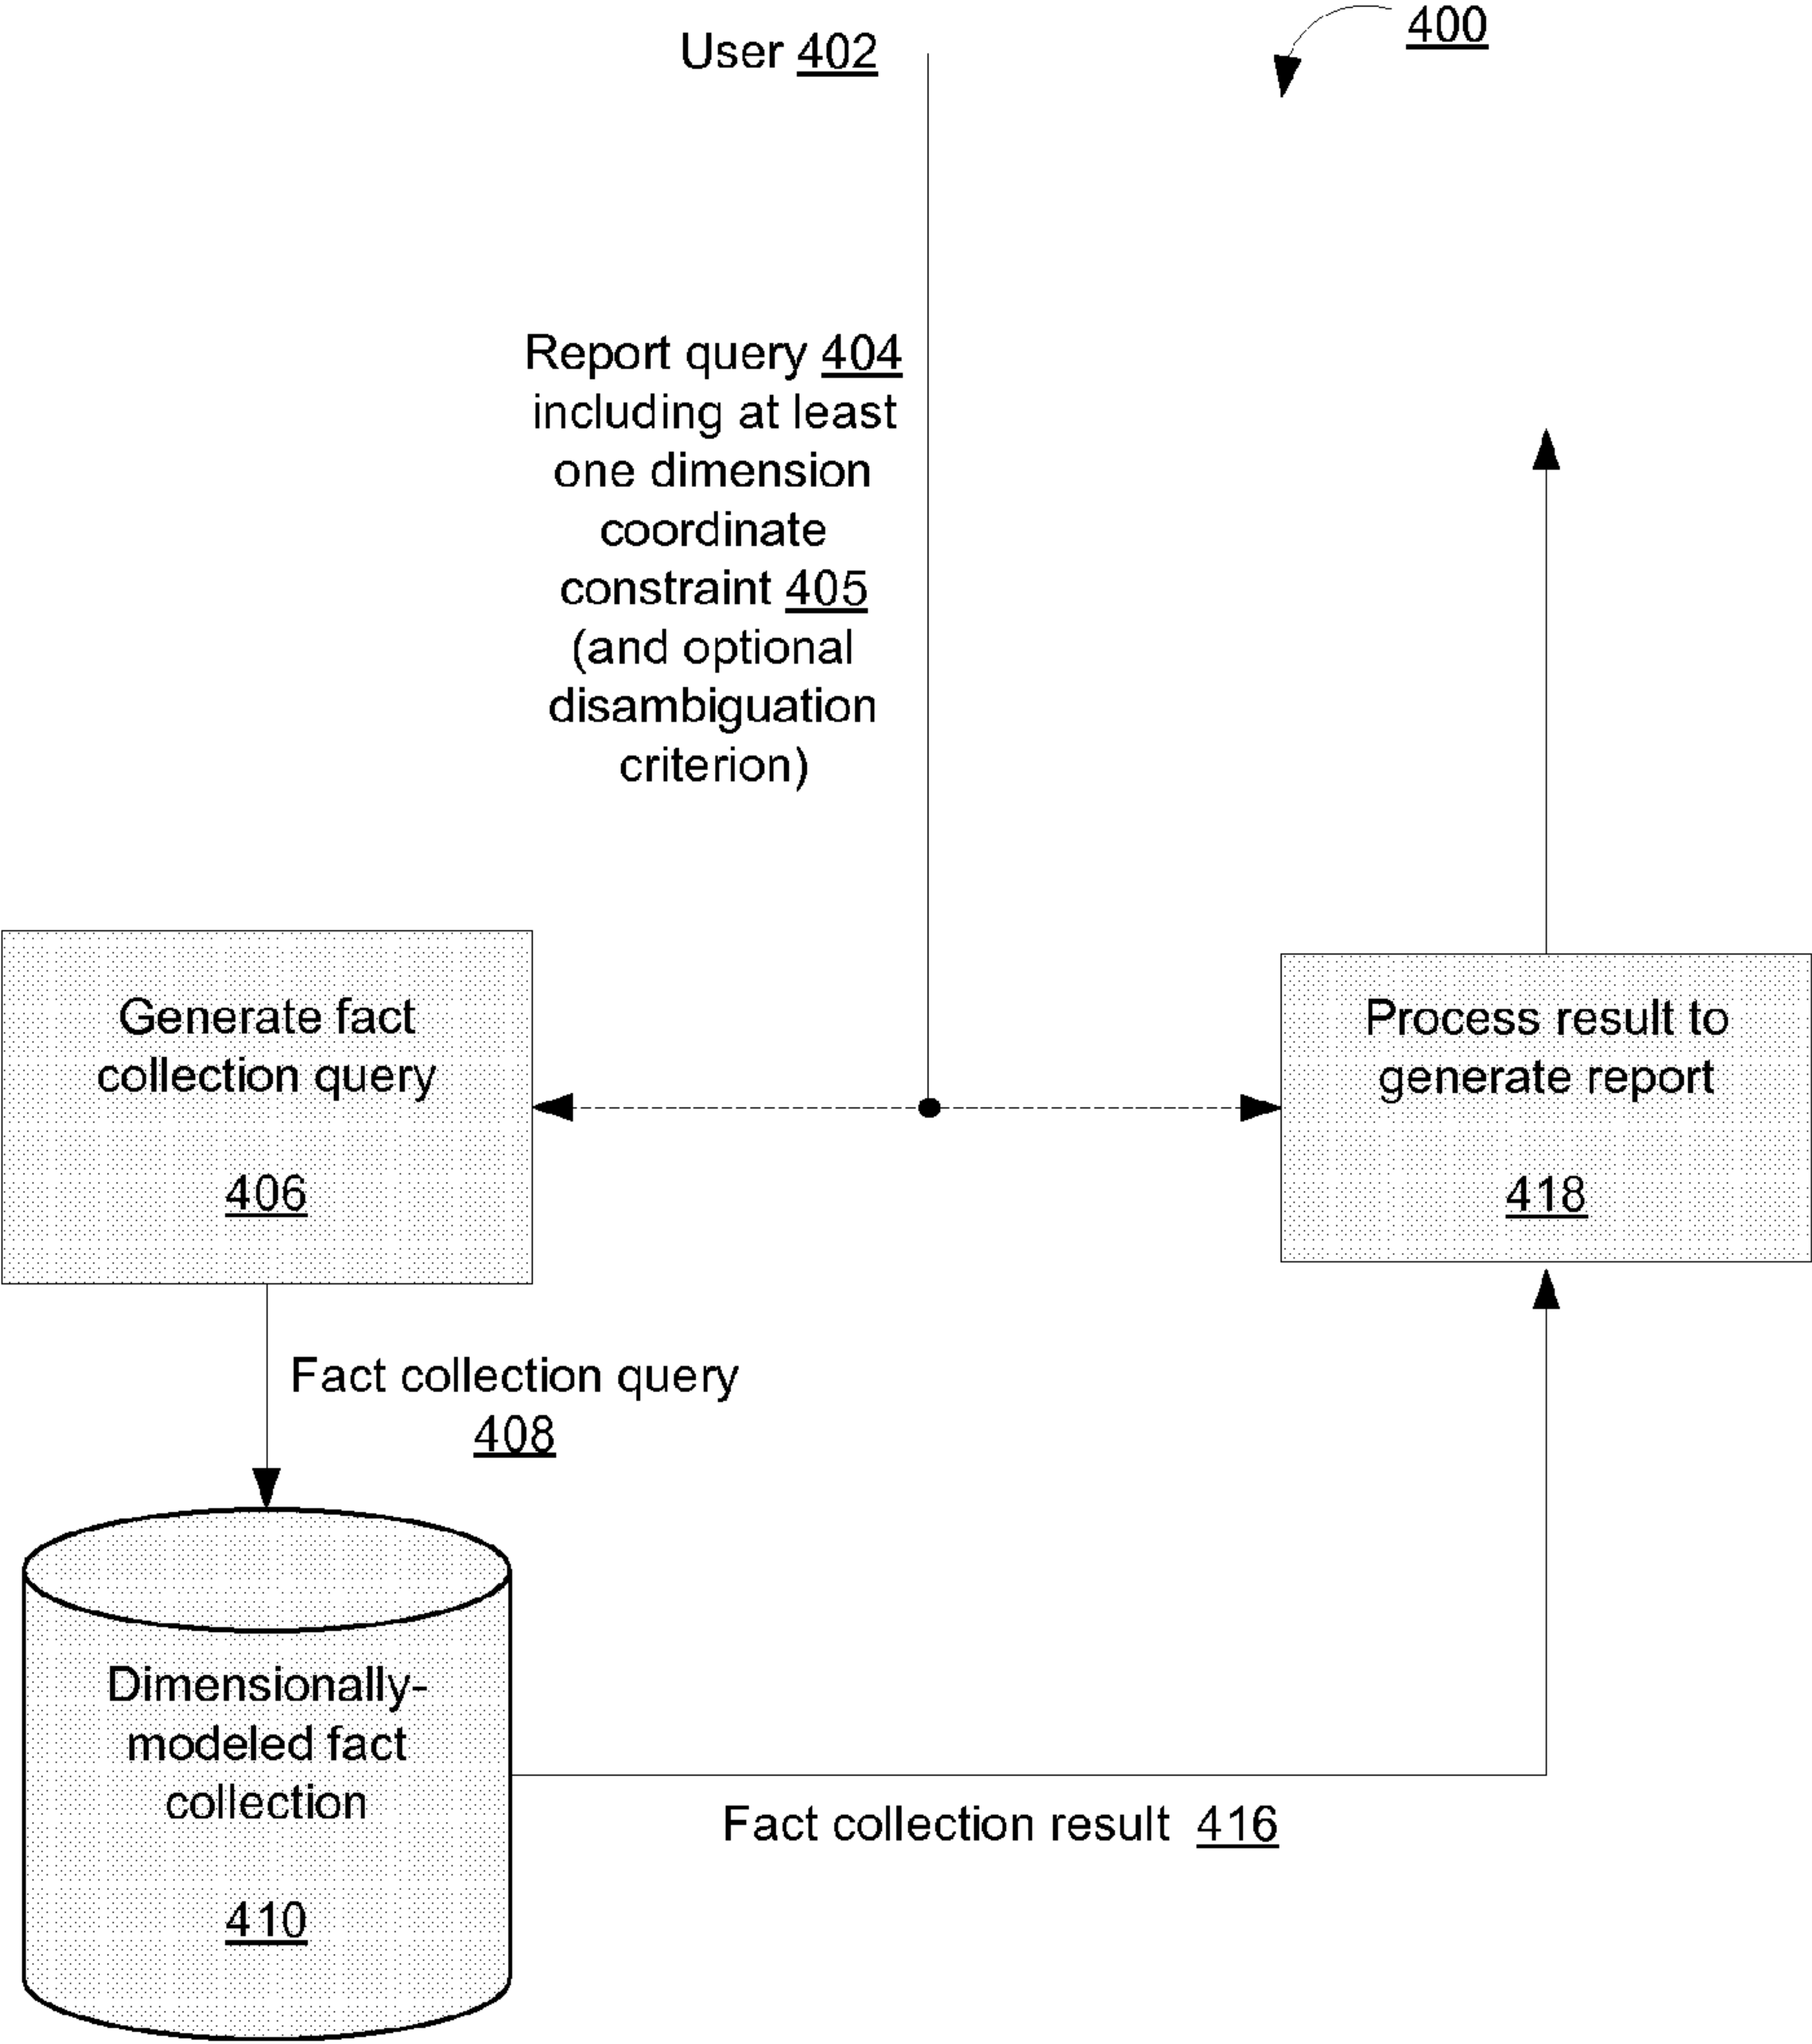 400
User 402
Report query 404
including at least
one dimension
coordinate
constraint 405
(and optional
disambiguation
criterion)
Generate fact
collection query
406
Process result to
generate report
418
Fact collection query
408
Dimensionally-
modeled fact
collection
410
Fact collection result 416